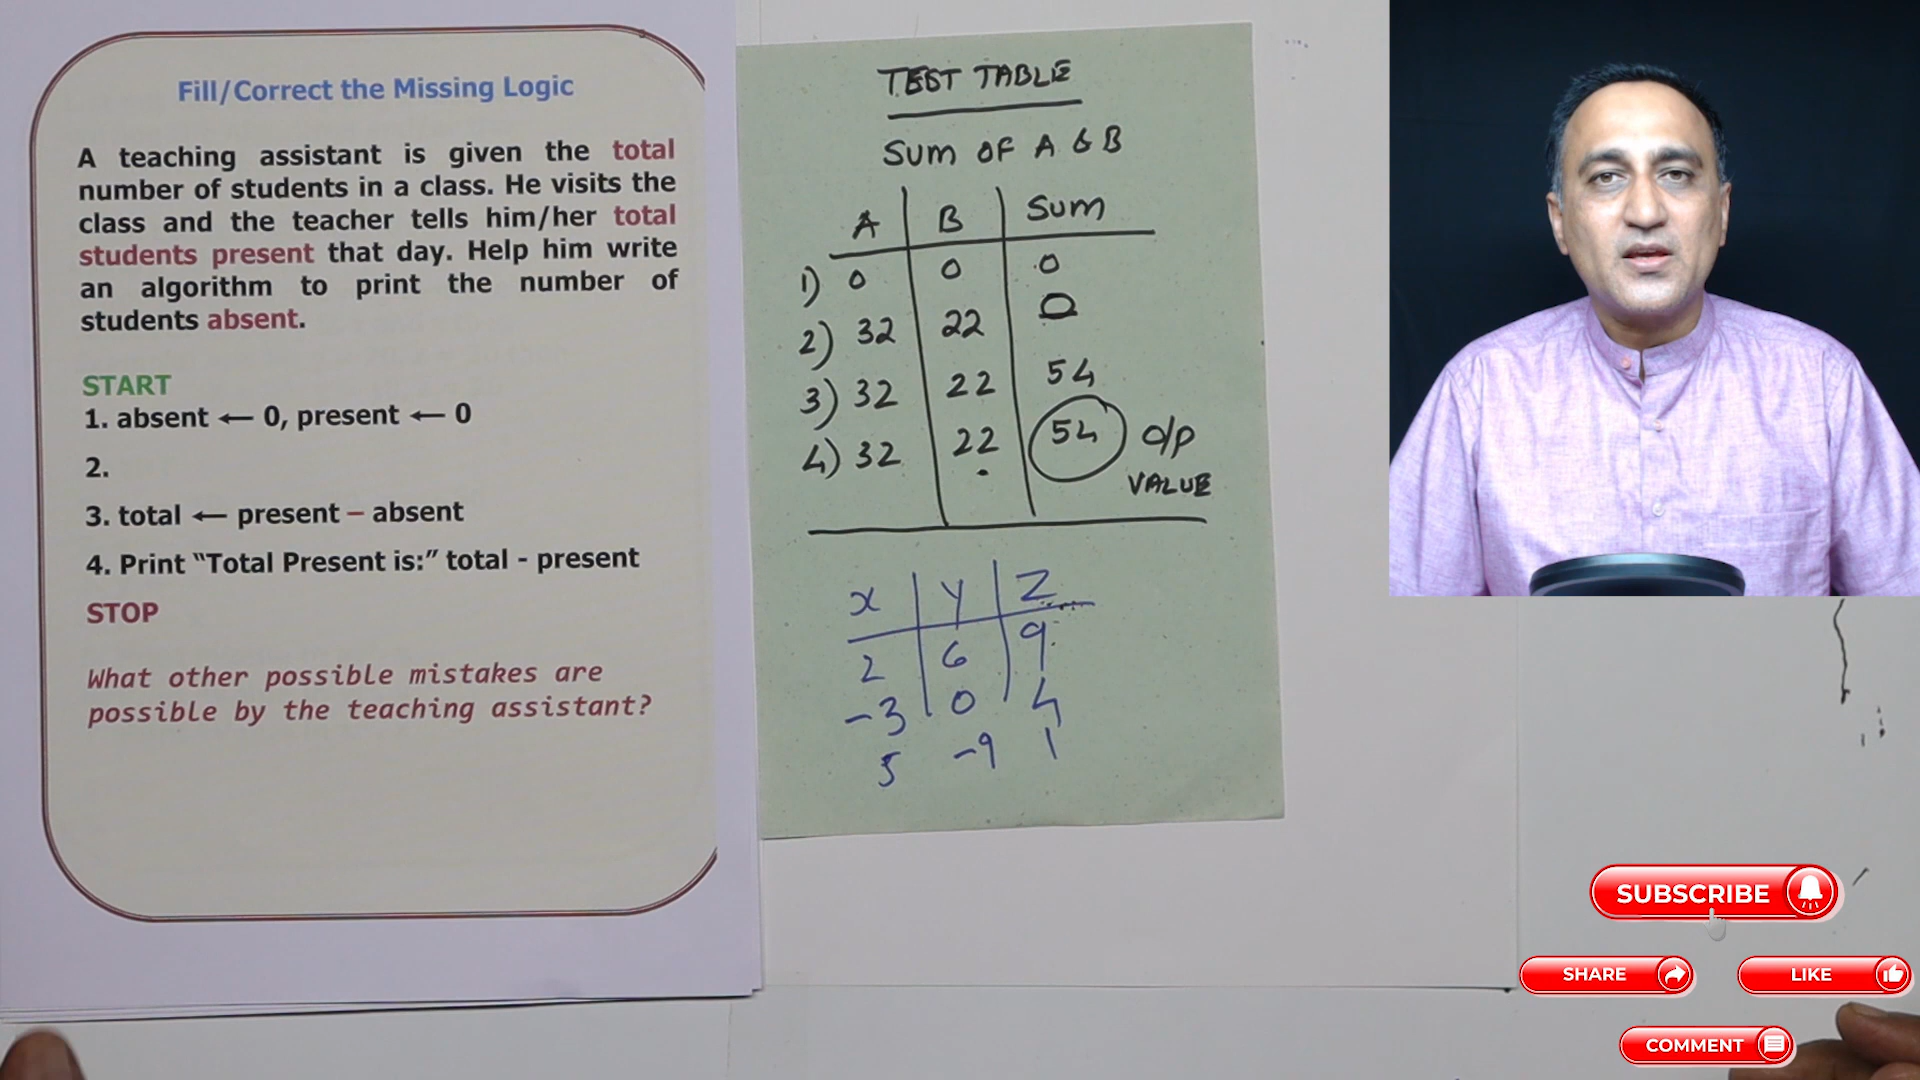 Fill/Correct the Missing Logic
A teaching assistant is given the total
number of students in a class. He visits the
class and the teacher tells him/her total
students present that day. Help him write
an algorithm to print the number of
students absent.
START
1. absent ← 0, present ← 0
2.
3. total ← present – absent
4. Print “Total Present is:” total - present
STOP
What other possible mistakes are
possible by the teaching assistant?
TEST TABLE
SUM OF A & B
A B SUM
1) 0 0 0
2) 32 22 0
3) 32 22 54
4) 32 22 54 O/P
VALUE
X Y Z
2 6 9
-3 0 4
5 -9 1
SUBSCRIBE
SHARE LIKE
COMMENT